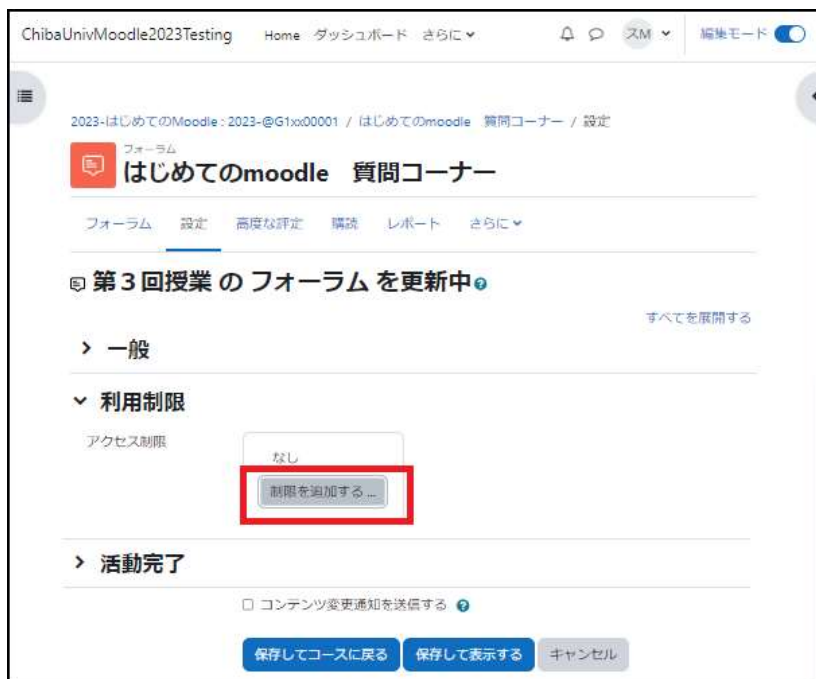 ChibaUnivMoodle2023Testing Home ダッシュボード さらに スM 編集モード
2023-はじめてのMoodle : 2023-@G1xx00001 / はじめてのmoodle　質問コーナー / 設定
フォーラム
はじめてのmoodle　質問コーナー
フォーラム 設定 高度な評定 購読 レポート さらに
第３回授業 の フォーラム を更新中
すべてを展開する
一般
利用制限
アクセス制限
なし
制限を追加する ...
活動完了
コンテンツ変更通知を送信する
保存してコースに戻る 保存して表示する キャンセル